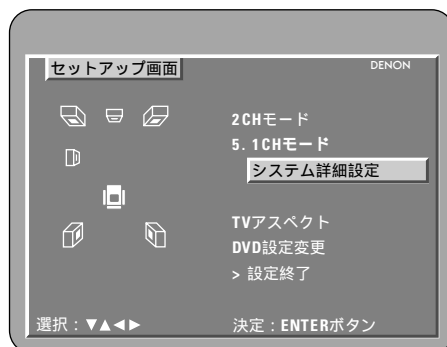 セットアップ画面
DENON
2CHモード
5.1CHモード
システム詳細設定
TVアスペクト
DVD設定変更
> 設定終了
選択：▼▲◀▶
決定：ENTERボタン